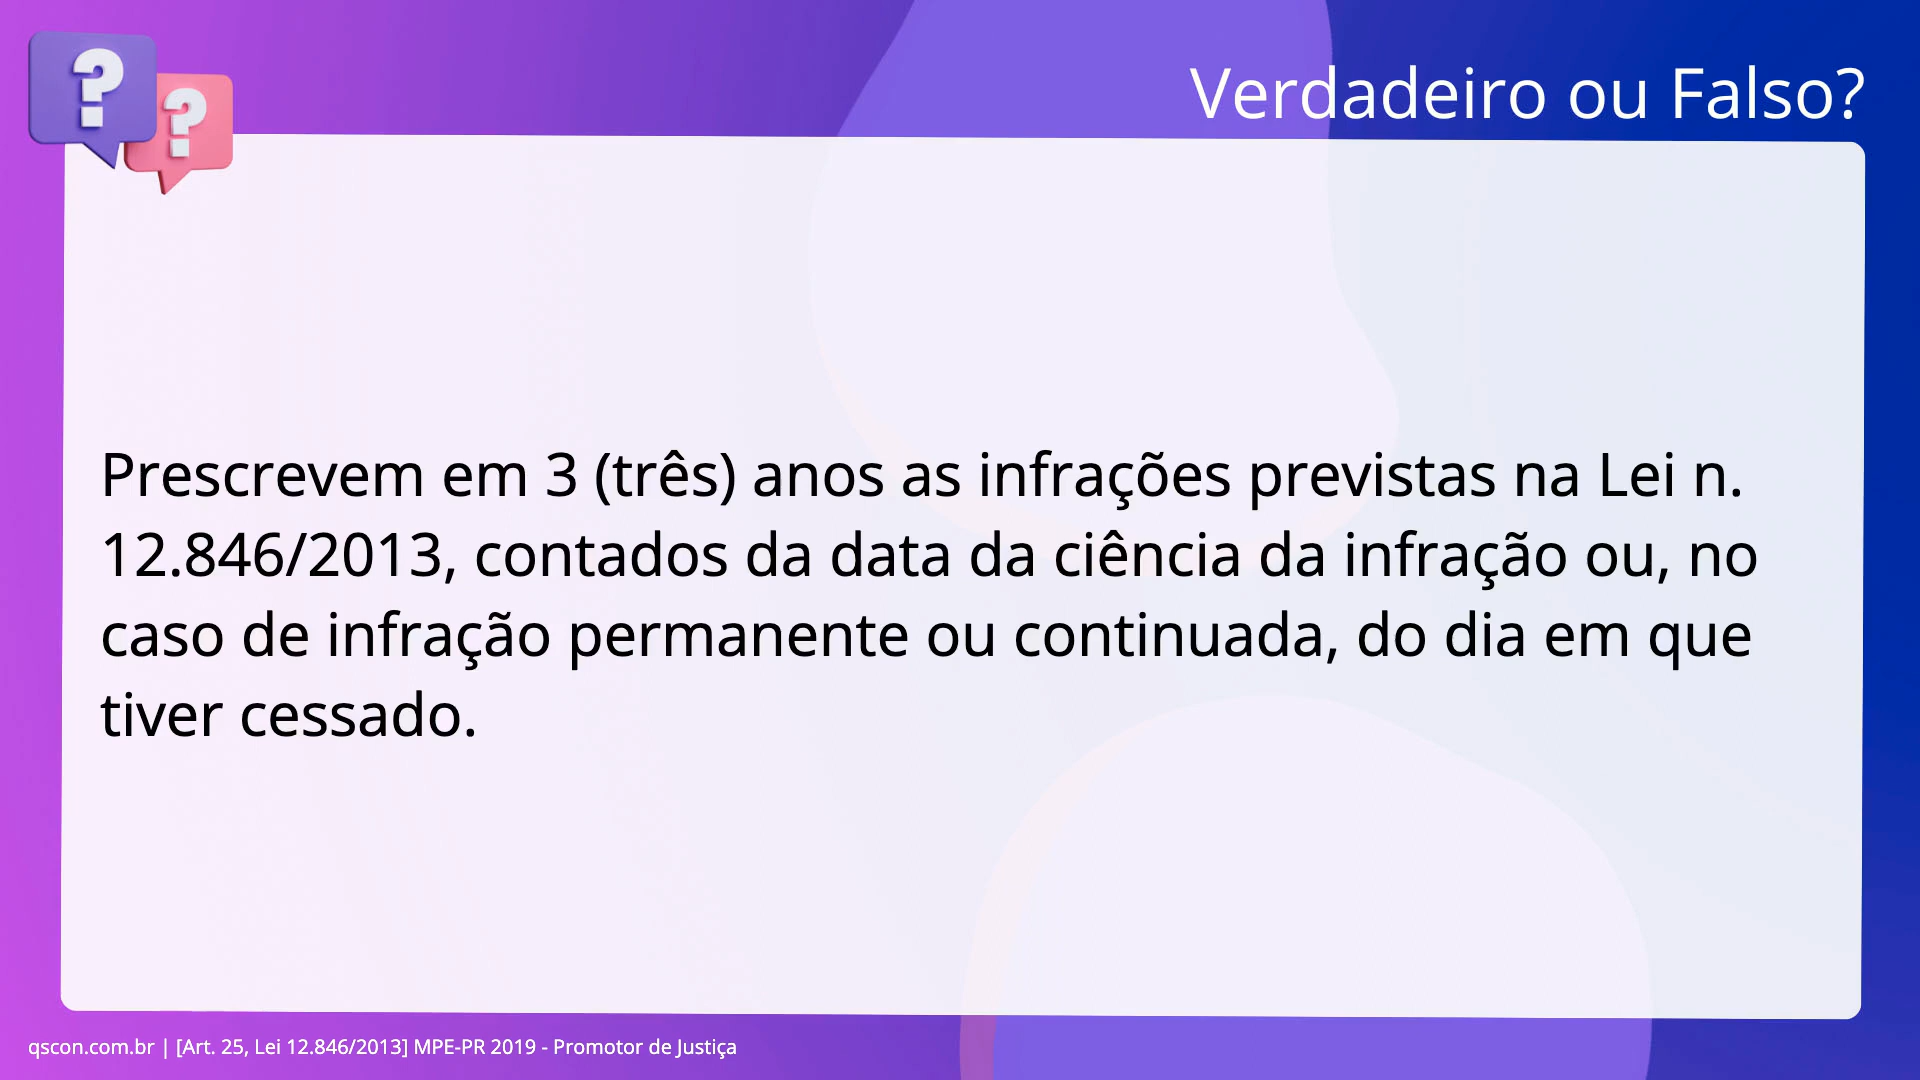 Verdadeiro ou Falso?
Prescrevem em 3 (três) anos as infrações previstas na Lei n.
12.846/2013, contados da data da ciência da infração ou, no
caso de infração permanente ou continuada, do dia em que
tiver cessado.
qscon.com.br | [Art. 25, Lei 12.846/2013] MPE-PR 2019 - Promotor de Justiça